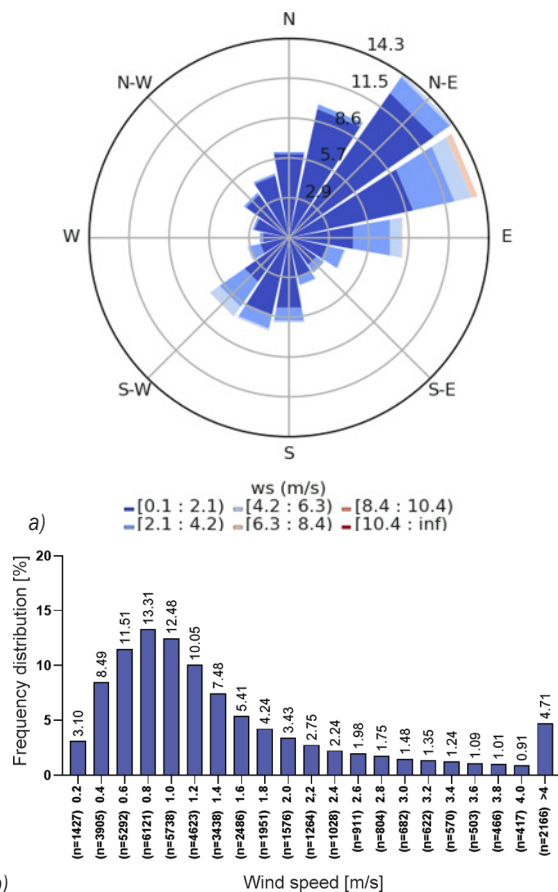 N
N-W
14.3
11.5
N-E
8.6
5.7
2.9
W
E
S-W
S-E
S
ws (m/s)
[0.1 : 2.1) [4.2 : 6.3) [8.4 : 10.4)
[2.1 : 4.2) [6.3 : 8.4) [10.4 : inf)
a)
Frequency distribution [%]
20
15
10
5
0
3.10
8.49
11.51
13.31
12.48
10.05
7.48
5.41
4.24
3.43
2.75
2.24
1.98
1.75
1.48
1.35
1.24
1.09
1.01
0.91
4.71
(n=1427) 0.2
(n=3905) 0.4
(n=5292) 0.6
(n=6121) 0.8
(n=5738) 1.0
(n=4623) 1.2
(n=3438) 1.4
(n=2486) 1.6
(n=1951) 1.8
(n=1576) 2.0
(n=1264) 2,2
(n=1028) 2.4
(n=911) 2.6
(n=804) 2.8
(n=682) 3.0
(n=622) 3.2
(n=570) 3.4
(n=503) 3.6
(n=466) 3.8
(n=417) 4.0
(n=2166) >4
Wind speed [m/s]